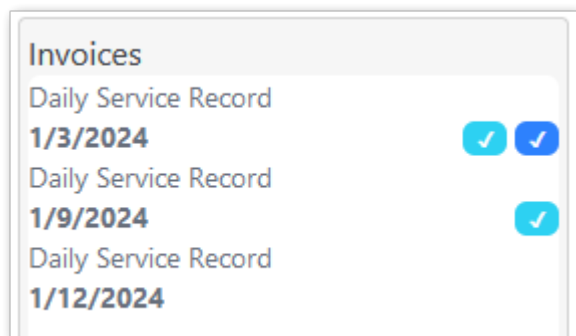 Invoices
Daily Service Record
1/3/2024
Daily Service Record
1/9/2024
Daily Service Record
1/12/2024